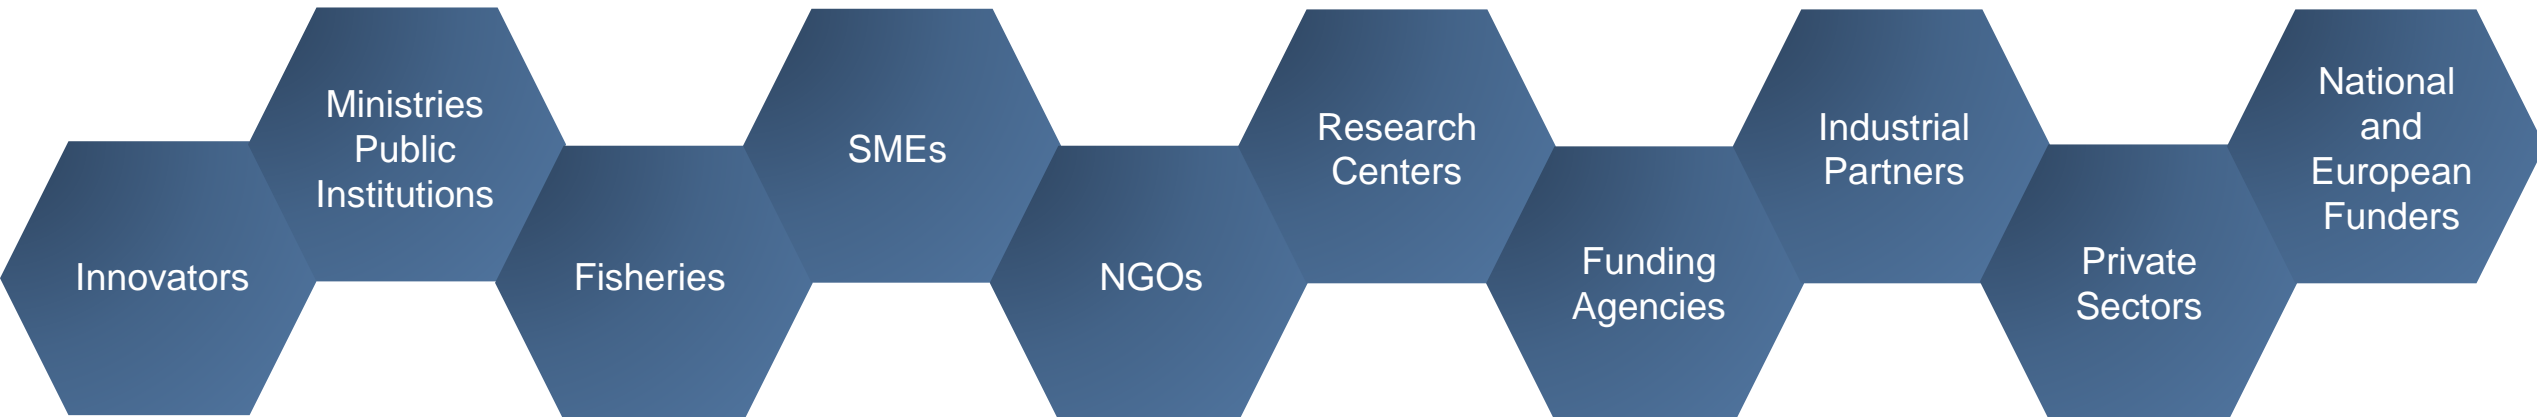 Innovators
Ministries
Public
Institutions
Fisheries
SMEs
NGOs
Research
Centers
Funding
Agencies
Industrial
Partners
Private
Sectors
National
and
European
Funders